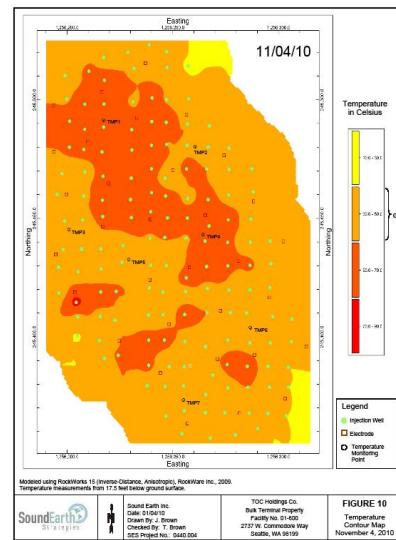 Easting
11/04/10
TMP1
TMP2
TMP3
TMP4
TMP5
TMP6
TMP7
Northing
Northing
Easting
Temperature
in Celsius
Legend
Injection Well
Electrode
Temperature
Monitoring
Point
Modeled using RockWorks 15 (Inverse-Distance, Anisotropic), RockWare Inc., 2009.
Temperature measurements from 17.5 feet below ground surface.
SoundEarth
Strategies
Sound Earth Inc.
Date: 01/04/10
Drawn By: J. Brown
Checked By: T. Brown
SES Project No.: 0440.004
TOC Holdings Co.
Bulk Terminal Property
Facility No. 01-600
2737 W. Commodore Way
Seattle, WA 98199
FIGURE 10
Temperature
Contour Map
November 4, 2010